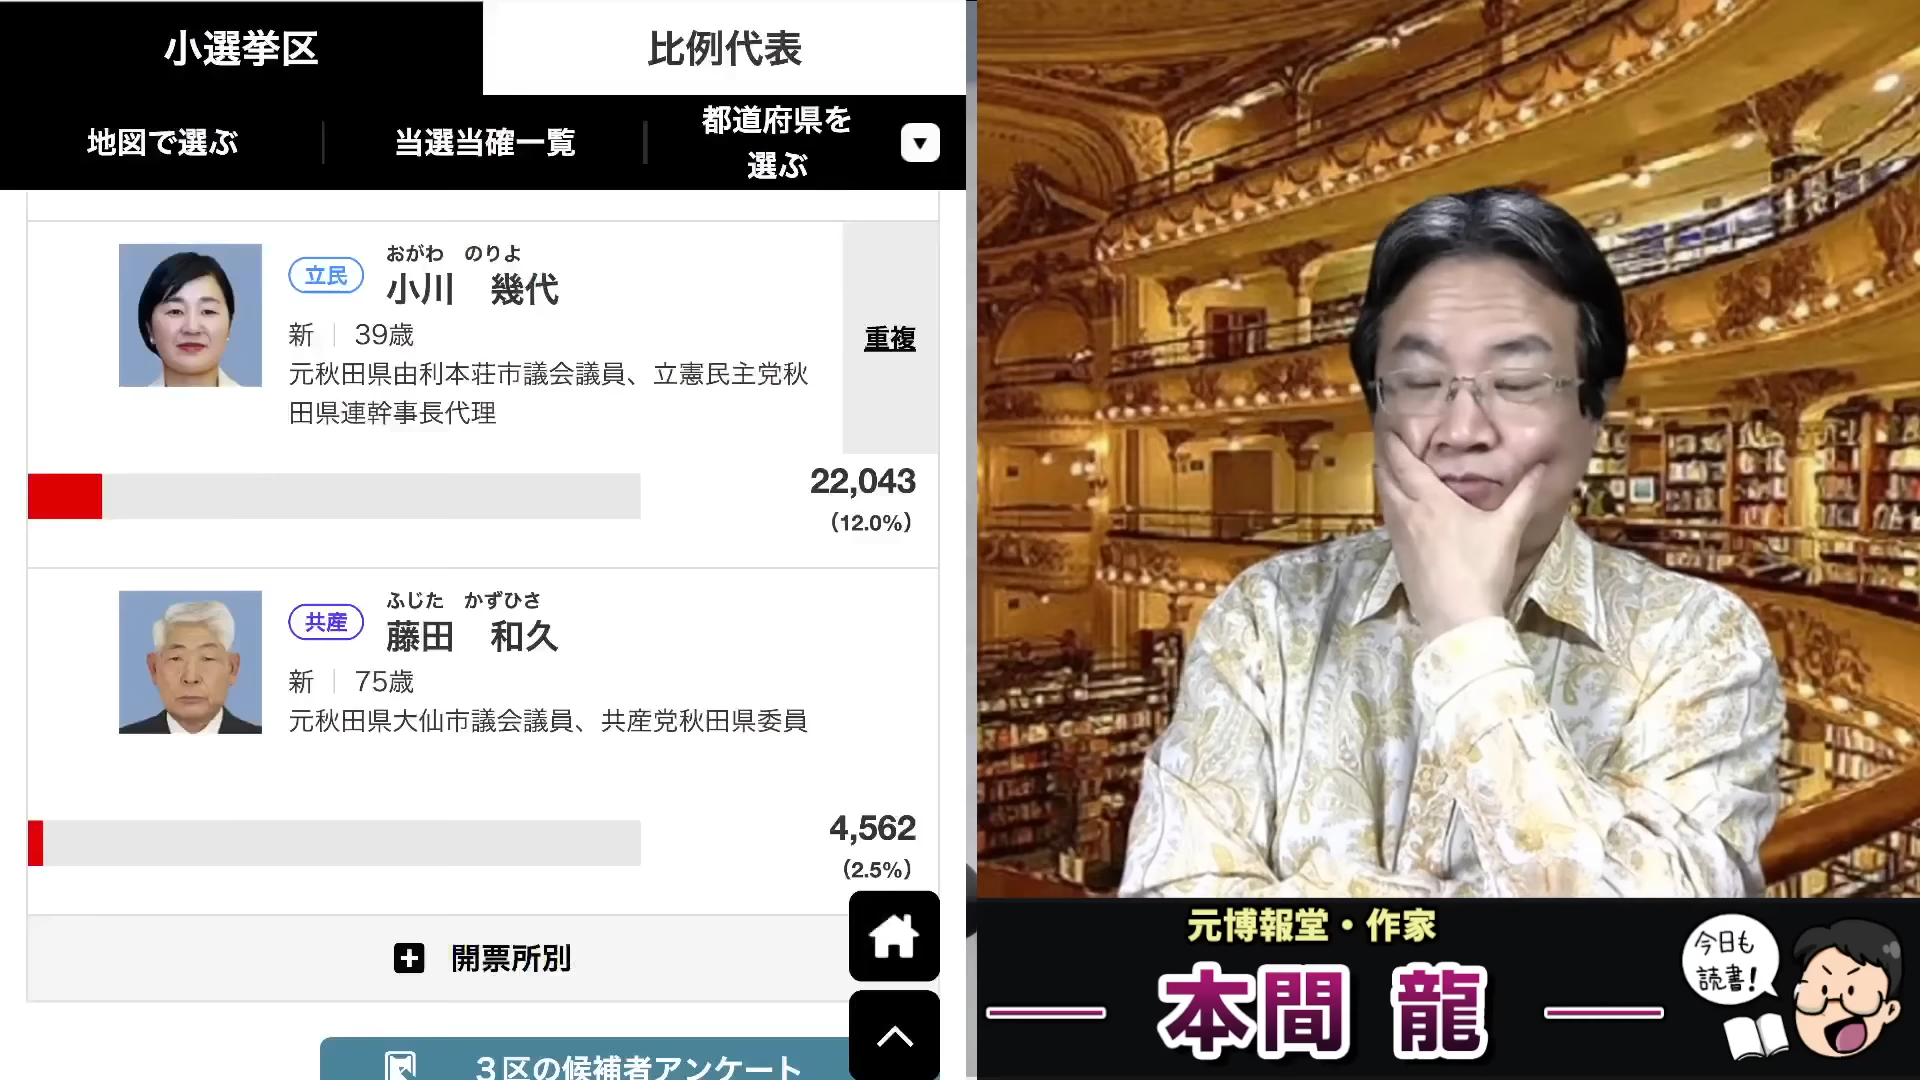 小選挙区
比例代表
地図で選ぶ
当選当確一覧
都道府県を
選ぶ
立民
おがわ のりよ
小川 幾代
新 39歳
元秋田県由利本荘市議会議員、立憲民主党秋
田県連幹事長代理
重複
22,043
(12.0%)
共産
ふじた かずひさ
藤田 和久
新 75歳
元秋田県大仙市議会議員、共産党秋田県委員
4,562
(2.5%)
開票所別
3区の候補者アンケート
元博報堂・作家
本間 龍
今日も
読書!